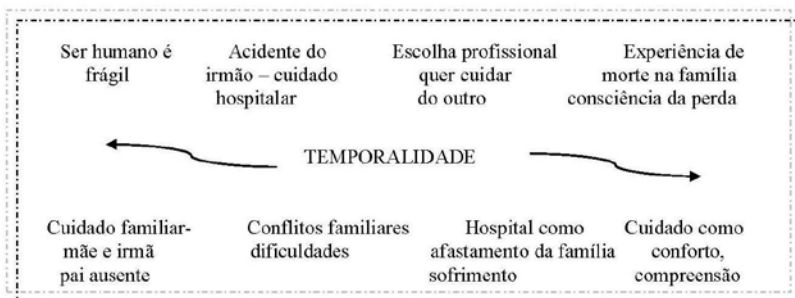 Ser humano é
frágil
Acidente do
irmão – cuidado
hospitalar
Escolha profissional
quer cuidar
do outro
Experiência de
morte na família
consciência da perda
TEMPORALIDADE
Cuidado familiar-
mãe e irmã
pai ausente
Conflitos familiares
dificuldades
Hospital como
afastamento da família
sofrimento
Cuidado como
conforto,
compreensão